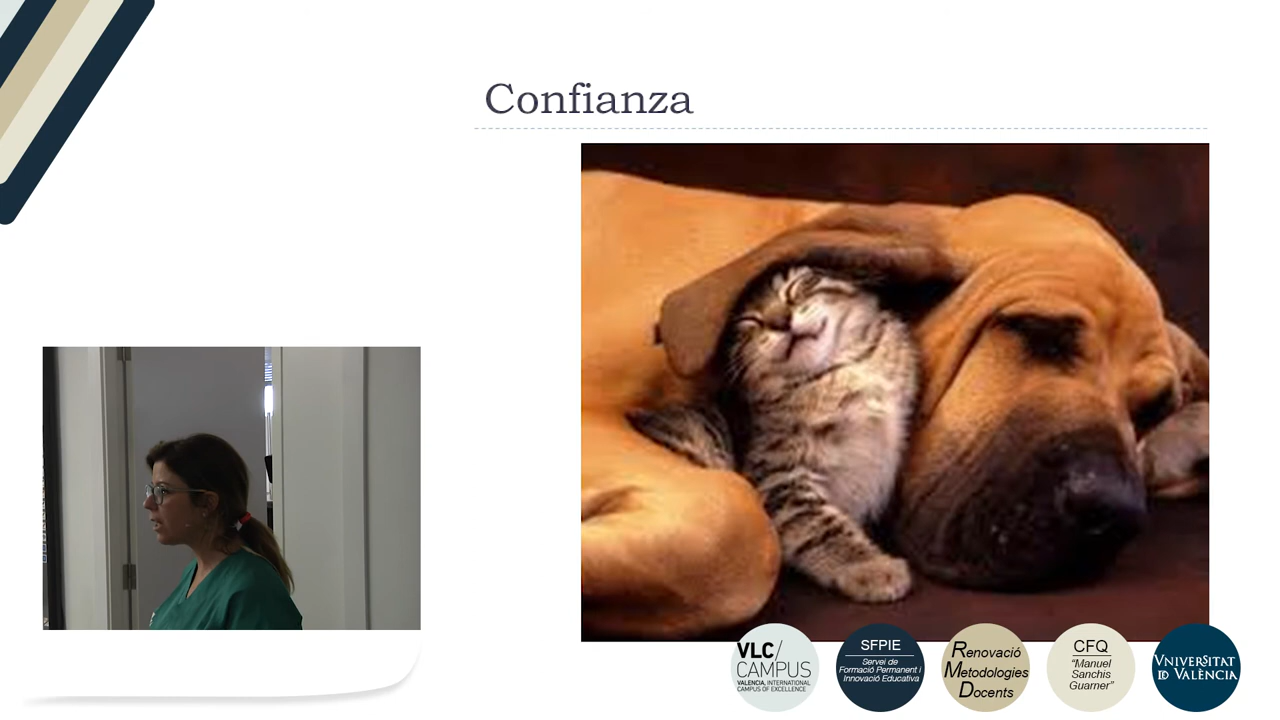 Confianza
VLC/
CAMPUS
VALENCIA, INTERNATIONAL
CAMPUS OF EXCELLENCE
SFPIE
Servei de
Formació Permanent i
Innovació Educativa
Renovació
Metodologies
Docents
CFQ
“Manuel
Sanchis
Guarner”
VNIVERSITAT
ID VALÈNCIA